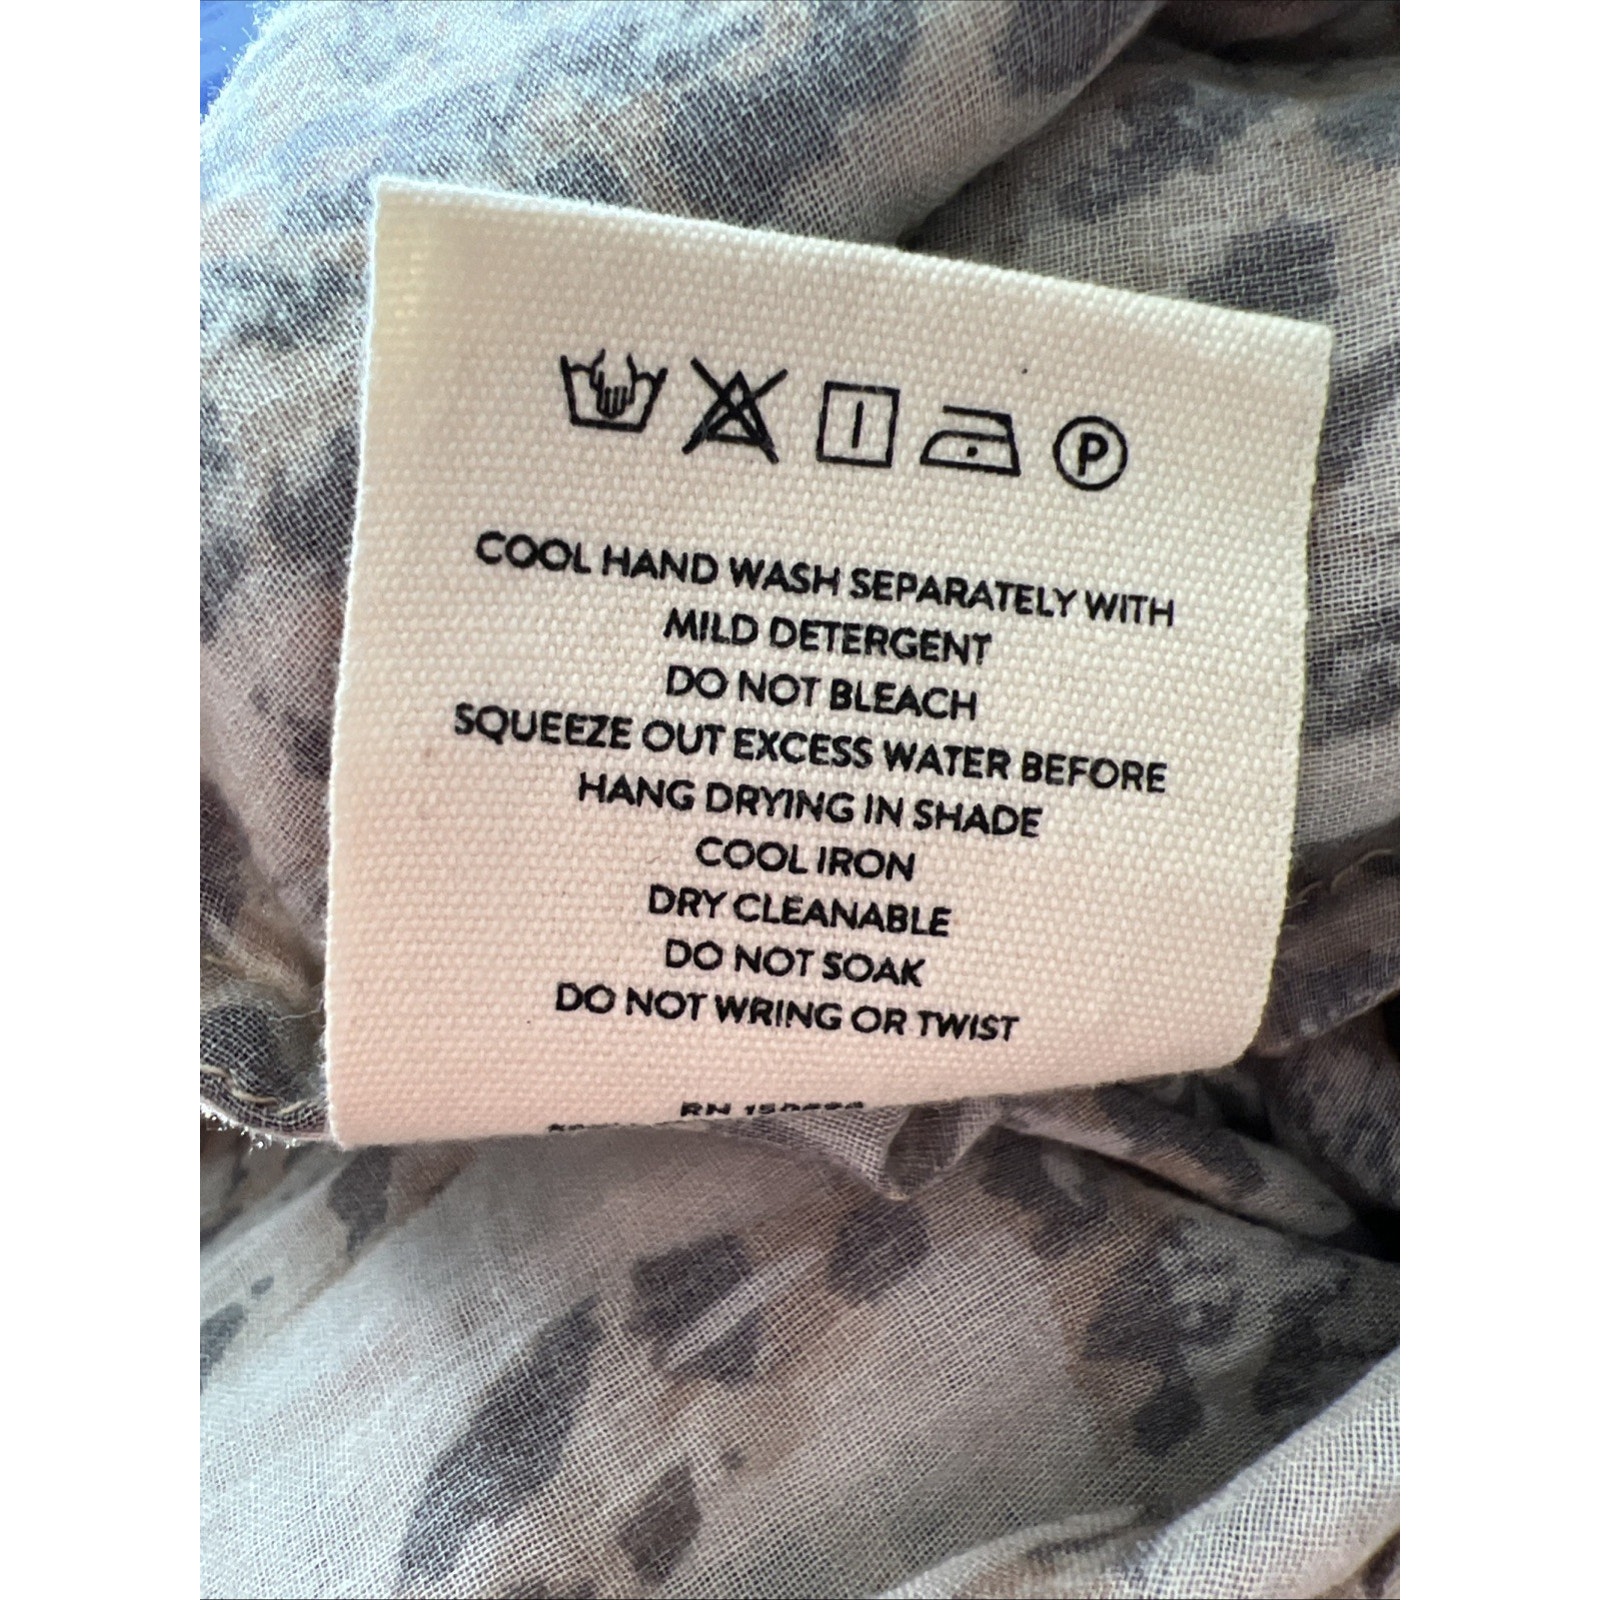 P
COOL HAND WASH SEPARATELY WITH
MILD DETERGENT
DO NOT BLEACH
SQUEEZE OUT EXCESS WATER BEFORE
HANG DRYING IN SHADE
COOL IRON
DRY CLEANABLE
DO NOT SOAK
DO NOT WRING OR TWIST
RN